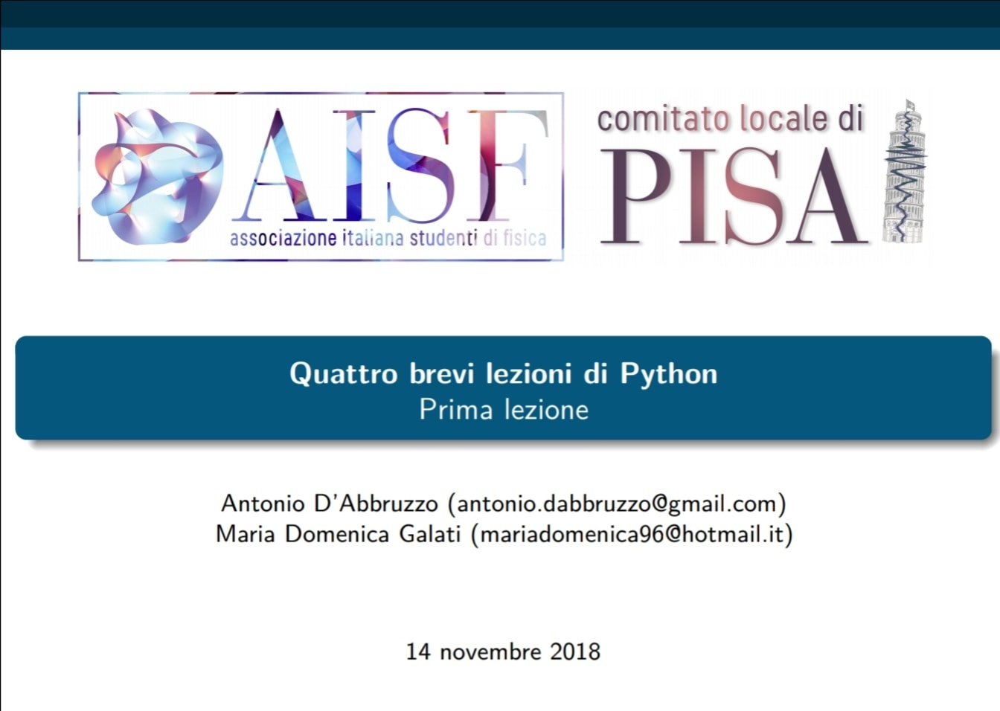 AISF
associazione italiana studenti di fisica
comitato locale di
PISA
Quattro brevi lezioni di Python
Prima lezione
Antonio D'Abbruzzo (antonio.dabbruzzo@gmail.com)
Maria Domenica Galati (mariadomenica96@hotmail.it)
14 novembre 2018